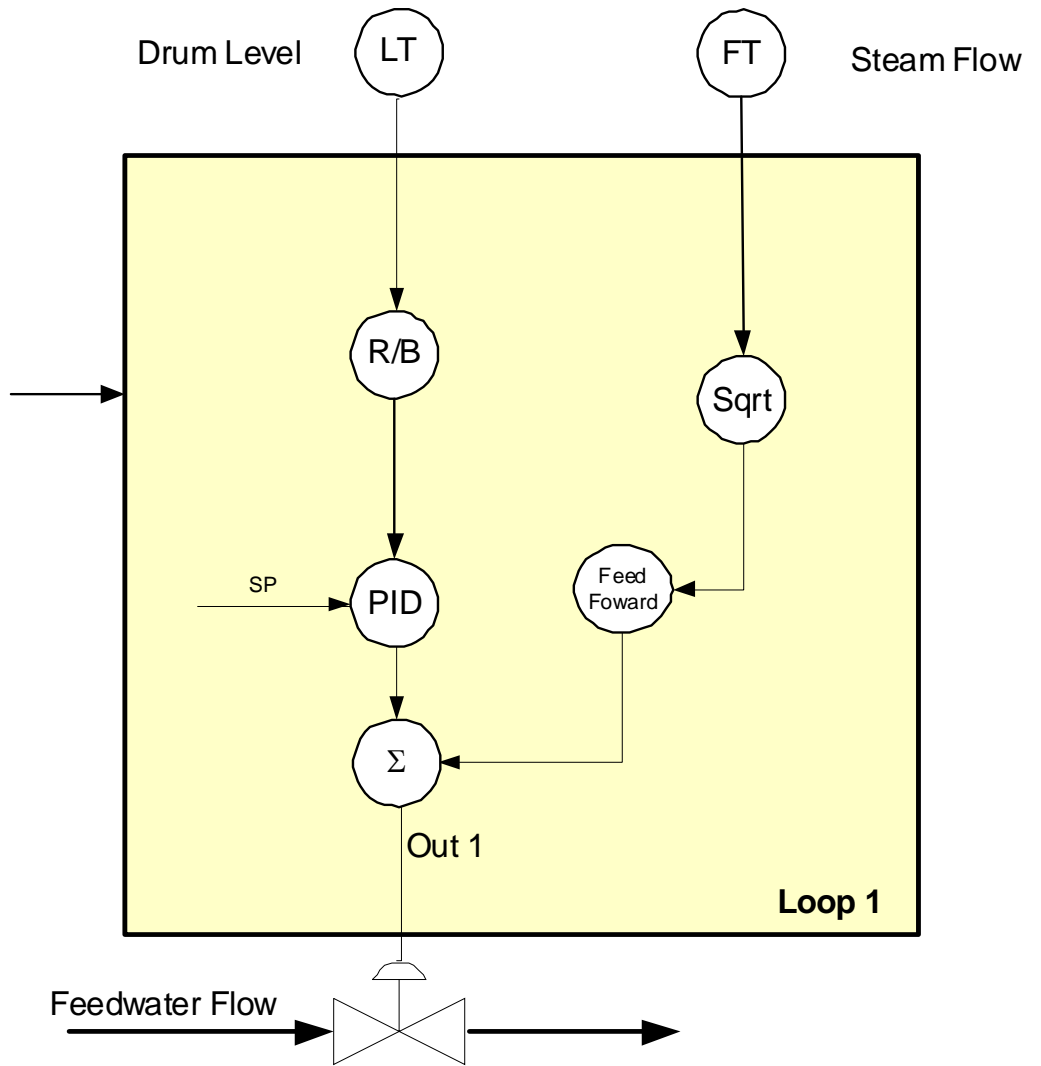 Drum Level
LT
FT
Steam Flow
R/B
Sqrt
SP
PID
Feed
Foward
Σ
Out 1
Loop 1
Feedwater Flow